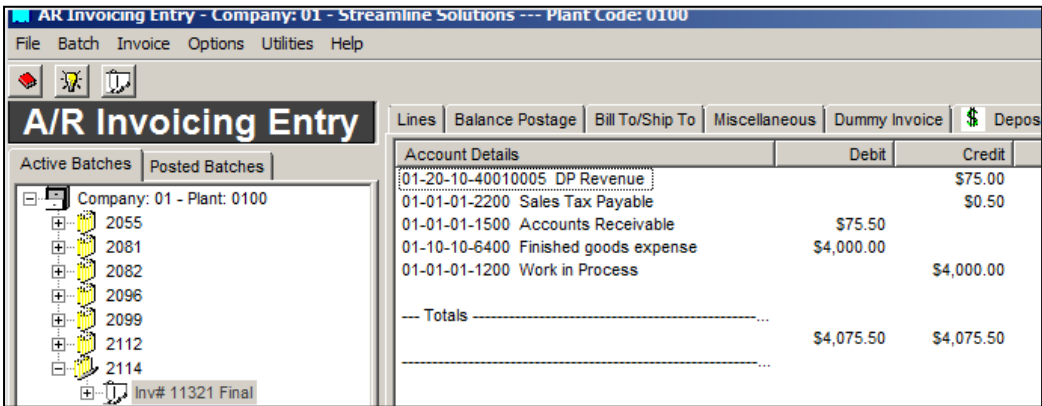 AR Invoicing Entry - Company: 01 - Streamline Solutions --- Plant Code: 0100
File Batch Invoice Options Utilities Help
A/R Invoicing Entry
Active Batches Posted Batches
Company: 01 - Plant: 0100
2055
2081
2082
2096
2099
2112
2114
Inv# 11321 Final
Lines Balance Postage Bill To/Ship To Miscellaneous Dummy Invoice $ Depos
Account Details Debit Credit
01-20-10-40010005 DP Revenue $75.00
01-01-01-2200 Sales Tax Payable $0.50
01-01-01-1500 Accounts Receivable $75.50
01-10-10-6400 Finished goods expense $4,000.00
01-01-01-1200 Work in Process $4,000.00
--- Totals ---------------------------------------------------...
$4,075.50 $4,075.50
---------------------------------------------------------------...